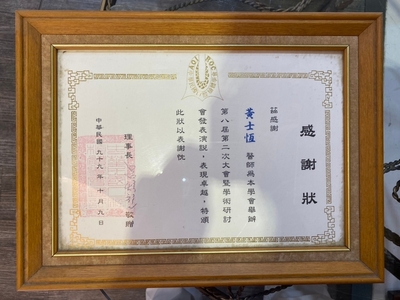 感謝狀
茲感謝
黃士恆 醫師為本學會舉辦
第八屆第二次大會暨學術研討
會發表演說，表現卓越，特頒
此狀以表謝忱
理事長 敬贈
中華民國 九十九 年 十 月 九 日